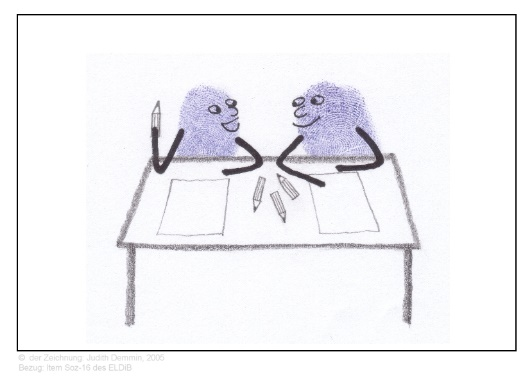 © der Zeichnung: Judith Demmin, 2005
Bezug: Item Soz-16 des ELDiB